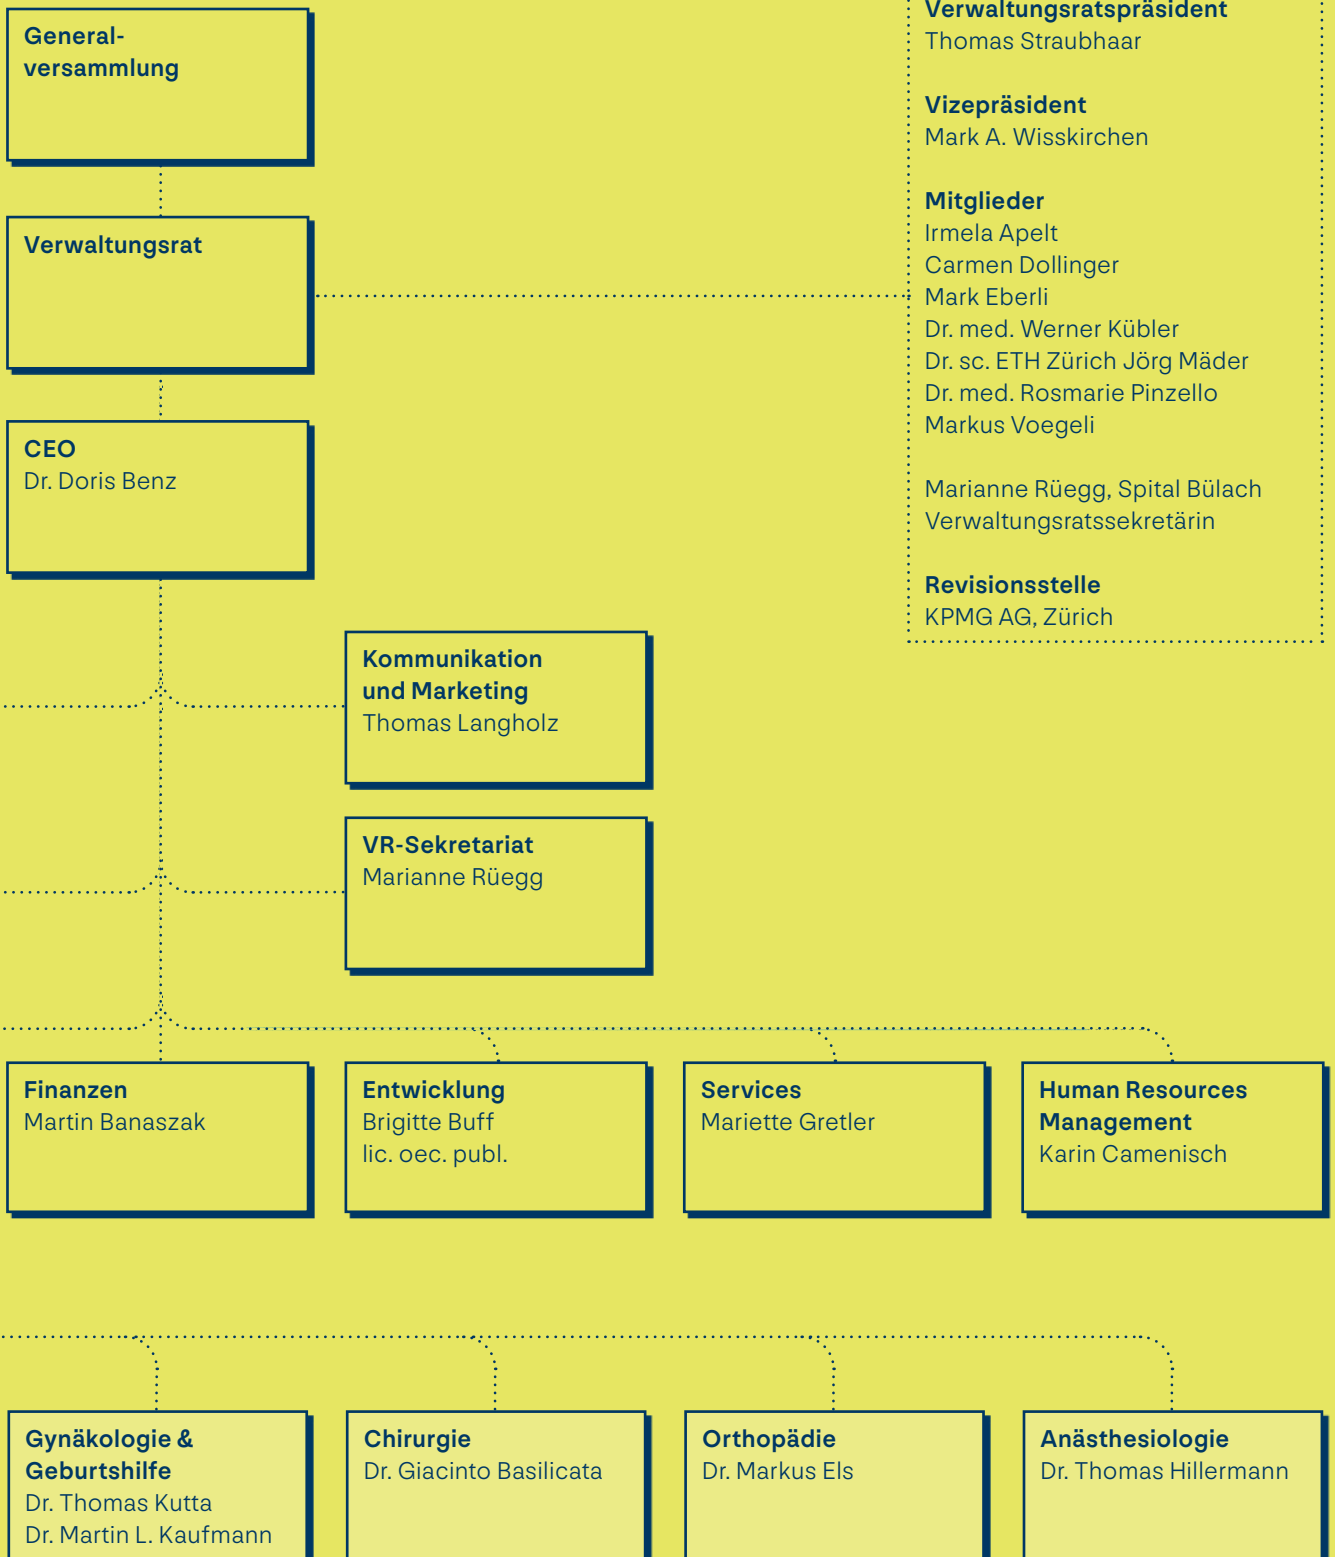 General-
versammlung
Verwaltungsrat
CEO
Dr. Doris Benz
Verwaltungsratspräsident
Thomas Straubhaar
Vizepräsident
Mark A. Wisskirchen
Mitglieder
Irmela Apelt
Carmen Dollinger
Mark Eberli
Dr. med. Werner Kübler
Dr. sc. ETH Zürich Jörg Mäder
Dr. med. Rosmarie Pinzello
Markus Voegeli
Marianne Rüegg, Spital Bülach
Verwaltungsratssekretärin
Revisionsstelle
KPMG AG, Zürich
Kommunikation
und Marketing
Thomas Langholz
VR-Sekretariat
Marianne Rüegg
Finanzen
Martin Banaszak
Entwicklung
Brigitte Buff
lic. oec. publ.
Services
Mariette Gretler
Human Resources
Management
Karin Camenisch
Gynäkologie &
Geburtshilfe
Dr. Thomas Kutta
Dr. Martin L. Kaufmann
Chirurgie
Dr. Giacinto Basilicata
Orthopädie
Dr. Markus Els
Anästhesiologie
Dr. Thomas Hillermann